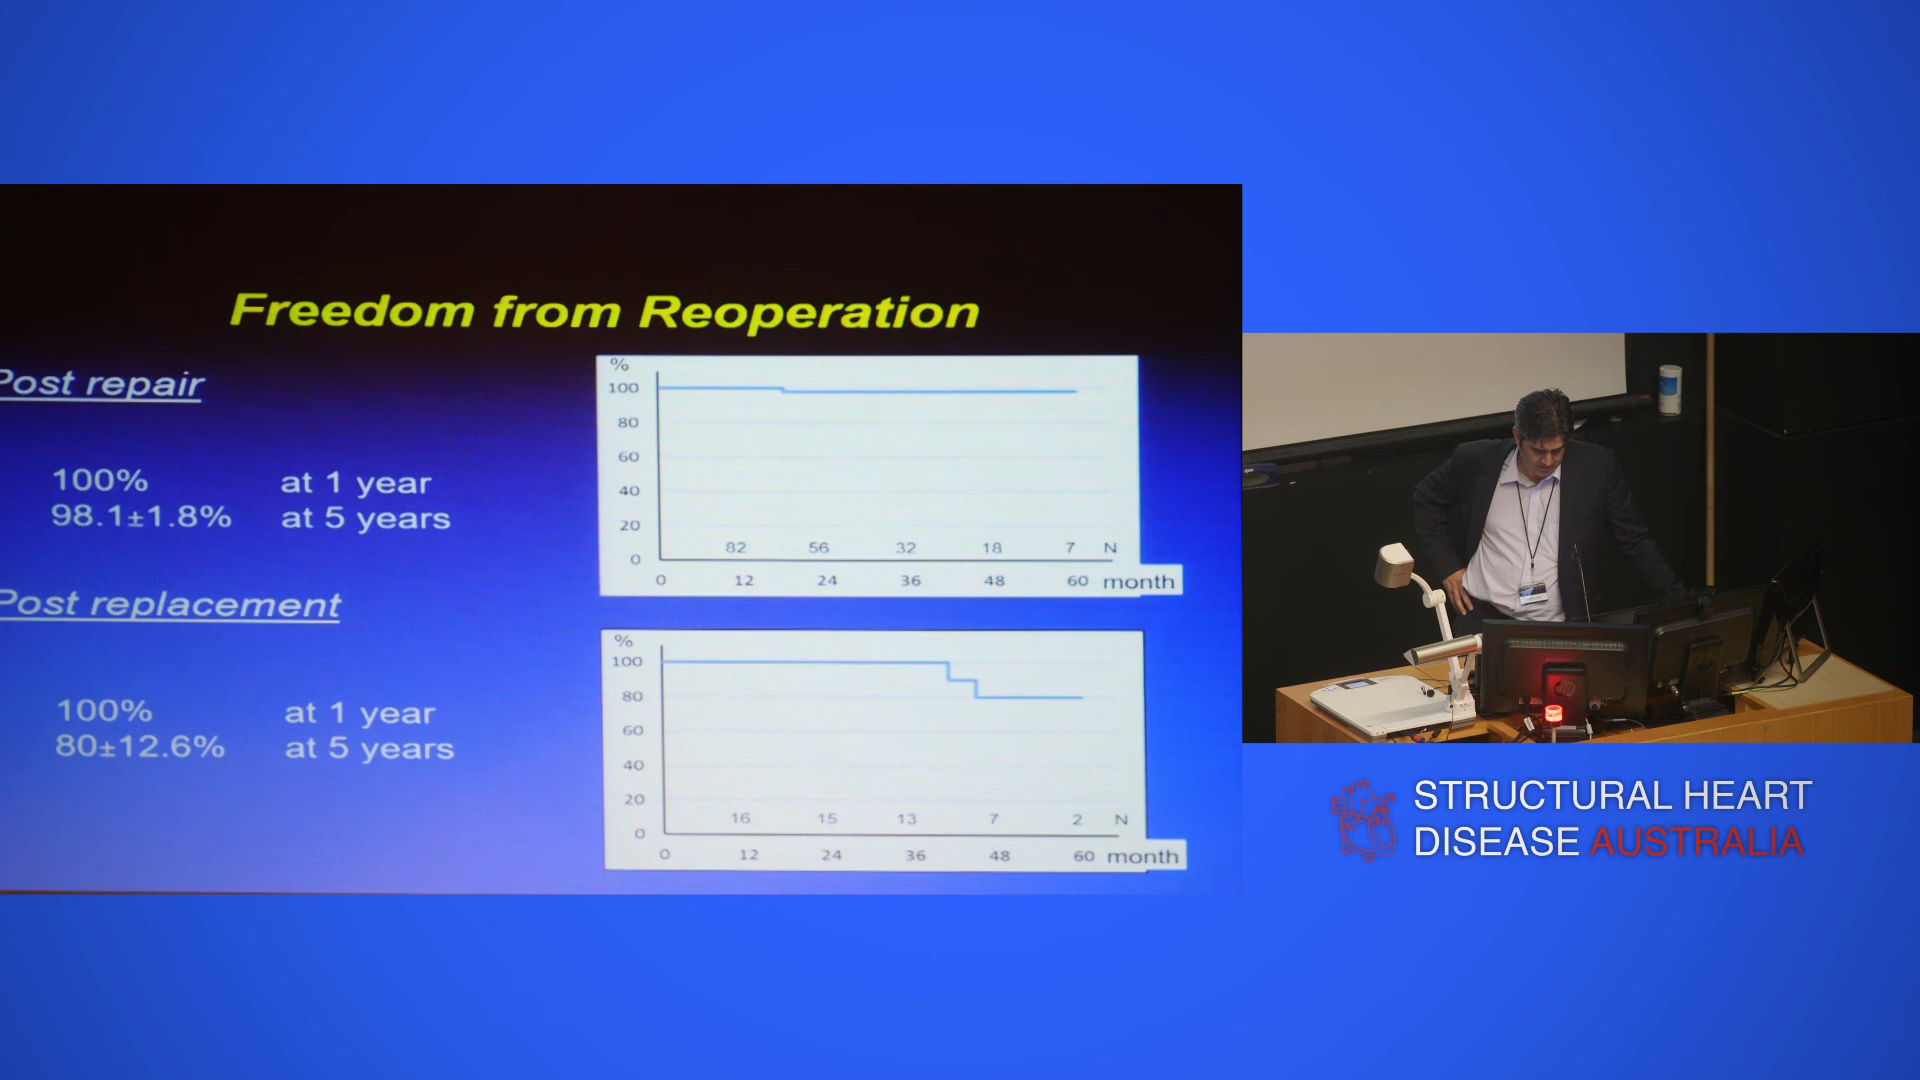 Freedom from Reoperation
Post repair
100% at 1 year
98.1±1.8% at 5 years
%
100
80
60
40
20
0
82 56 32 18 7 N
0 12 24 36 48 60 month
Post replacement
100% at 1 year
80±12.6% at 5 years
%
100
80
60
40
20
0
16 15 13 7 2 N
0 12 24 36 48 60 month
STRUCTURAL HEART
DISEASE AUSTRALIA